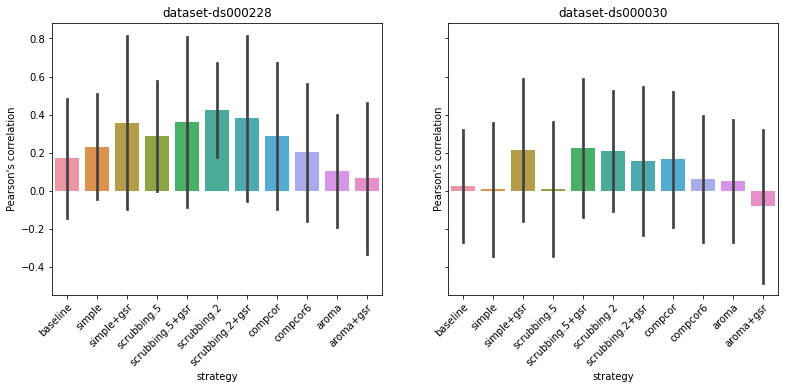 dataset-ds000228
dataset-ds000030
Pearson's correlation
0.8
0.6
0.4
0.2
0.0
−0.2
−0.4
baseline
simple
simple+gsr
scrubbing.5
scrubbing.5+gsr
scrubbing.2
scrubbing.2+gsr
compcor
compcor6
aroma
aroma+gsr
strategy
Pearson's correlation
baseline
simple
simple+gsr
scrubbing.5
scrubbing.5+gsr
scrubbing.2
scrubbing.2+gsr
compcor
compcor6
aroma
aroma+gsr
strategy